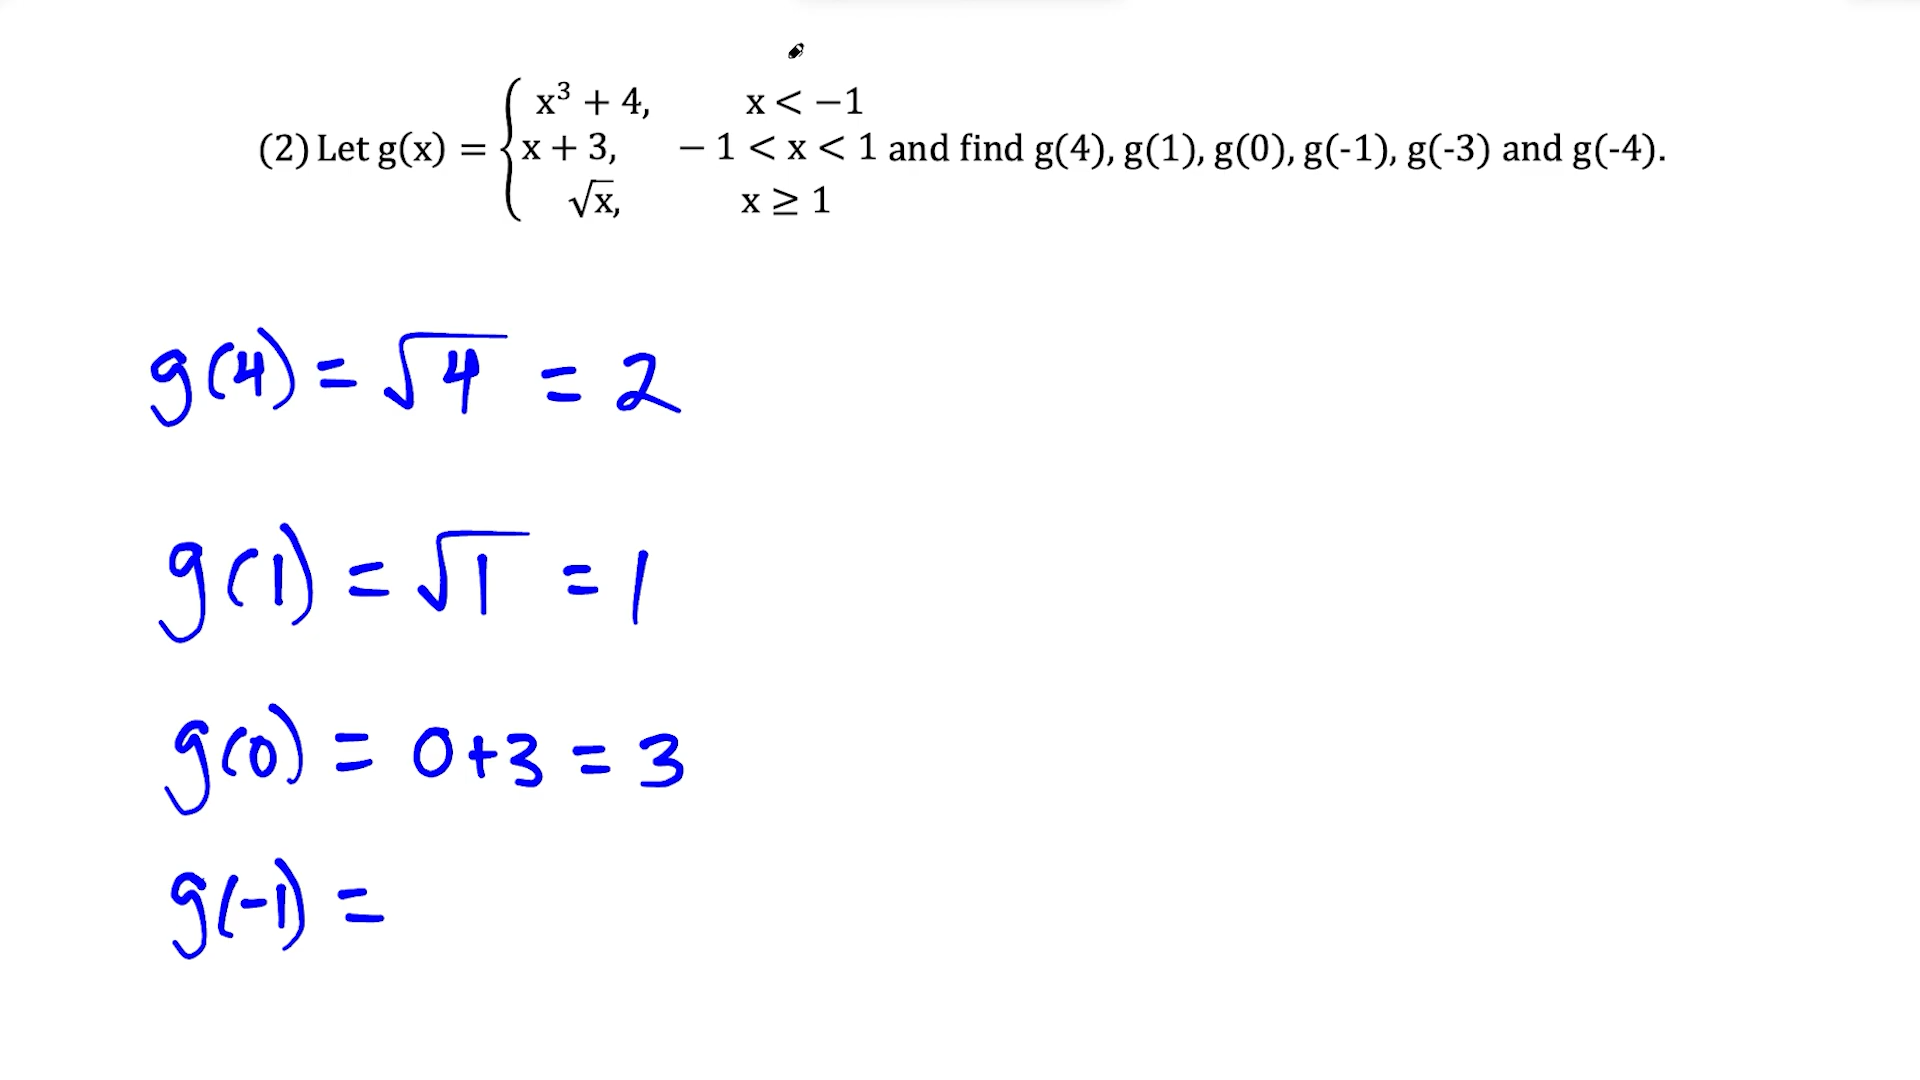 x³ + 4, x < −1
(2) Let g(x) = { x + 3, − 1 < x < 1 and find g(4), g(1), g(0), g(-1), g(-3) and g(-4).
√x, x ≥ 1
g(4) = √4 = 2
g(1) = √1 = 1
g(0) = 0+3 = 3
g(-1) =